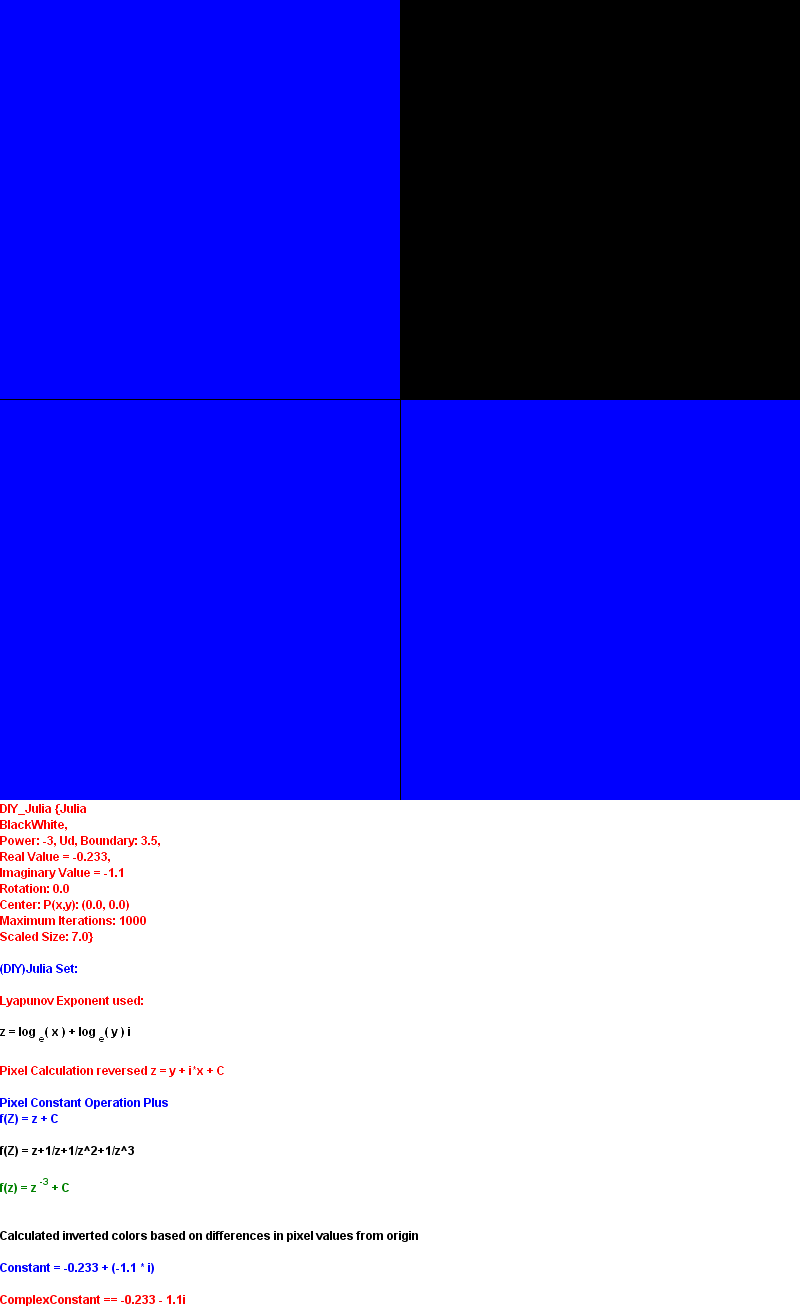 DIY_Julia {Julia
BlackWhite,
Power: -3, Ud, Boundary: 3.5,
Real Value = -0.233,
Imaginary Value = -1.1
Rotation: 0.0
Center: P(x,y): (0.0, 0.0)
Maximum Iterations: 1000
Scaled Size: 7.0}
(DIY)Julia Set:
Lyapunov Exponent used:
z = log e( x ) + log e( y ) i
Pixel Calculation reversed z = y + i*x + C
Pixel Constant Operation Plus
f(Z) = z + C
f(Z) = z+1/z+1/z^2+1/z^3
f(z) = z -3 + C
Calculated inverted colors based on differences in pixel values from origin
Constant = -0.233 + (-1.1 * i)
ComplexConstant == -0.233 - 1.1i